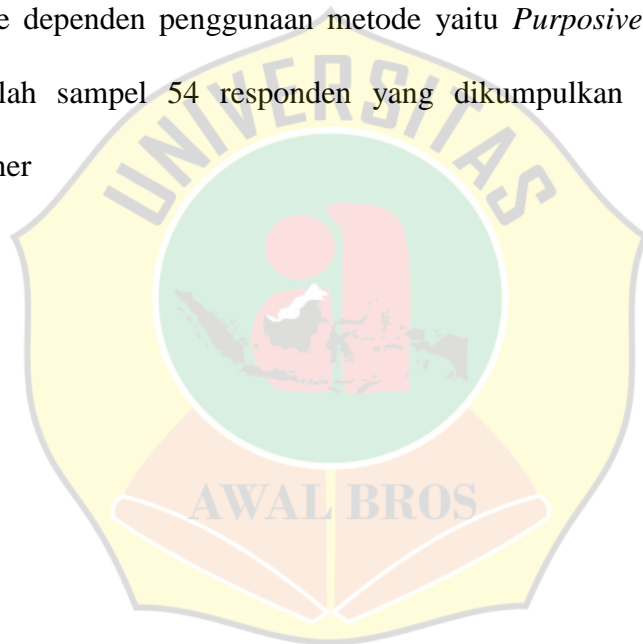 e dependen penggunaan metode yaitu Purposive
lah sampel 54 responden yang dikumpulkan
ner
UNIVERSITAS
AWAL BROS